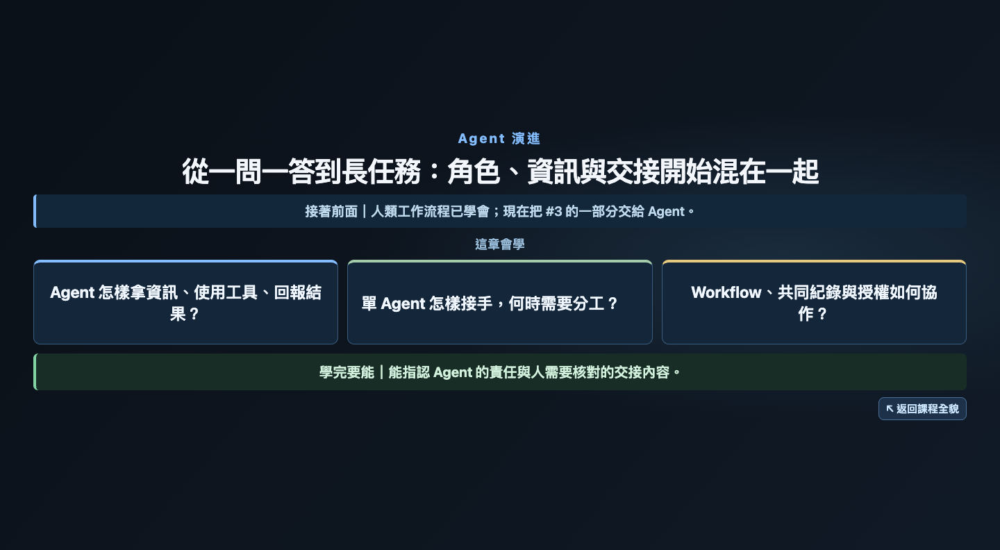 Agent 演進
從一問一答到長任務：角色、資訊與交接開始混在一起
接著前面｜人類工作流程已學會；現在把 #3 的一部分交給 Agent。
這章會學
Agent 怎樣拿資訊、使用工具、回報結
果？
單 Agent 怎樣接手，何時需要分工？
Workflow、共同紀錄與授權如何協
作？
學完要能｜能指認 Agent 的責任與人需要核對的交接內容。
↖ 返回課程全貌